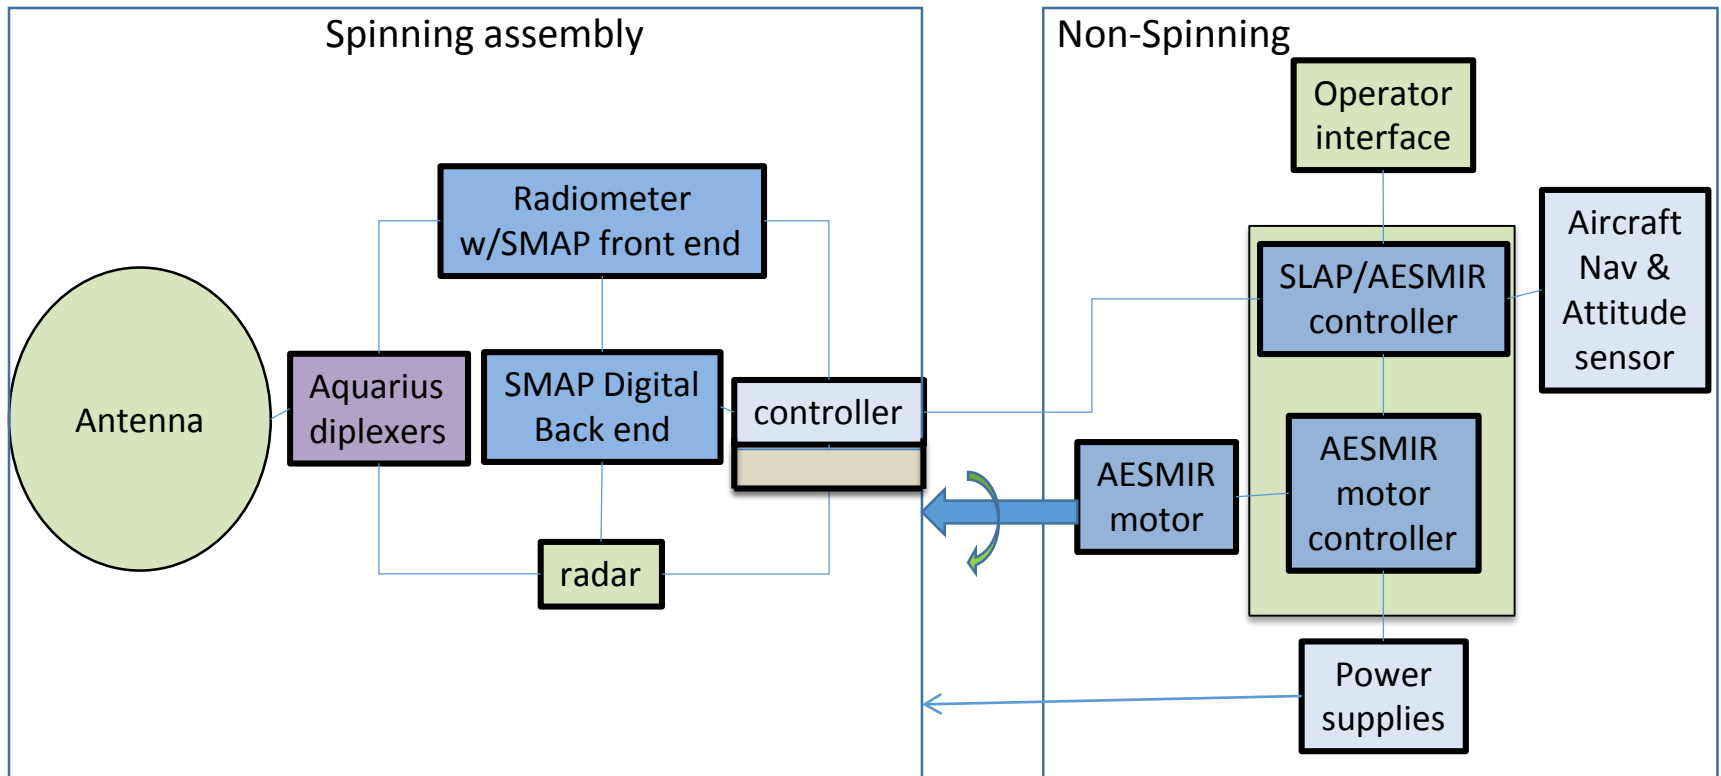 Spinning assembly
Non-Spinning
Operator
interface
Radiometer
w/SMAP front end
Aircraft
Nav &
Attitude
sensor
SLAP/AESMIR
controller
Antenna
Aquarius
diplexers
SMAP Digital
Back end
controller
AESMIR
motor
AESMIR
motor
controller
radar
Power
supplies